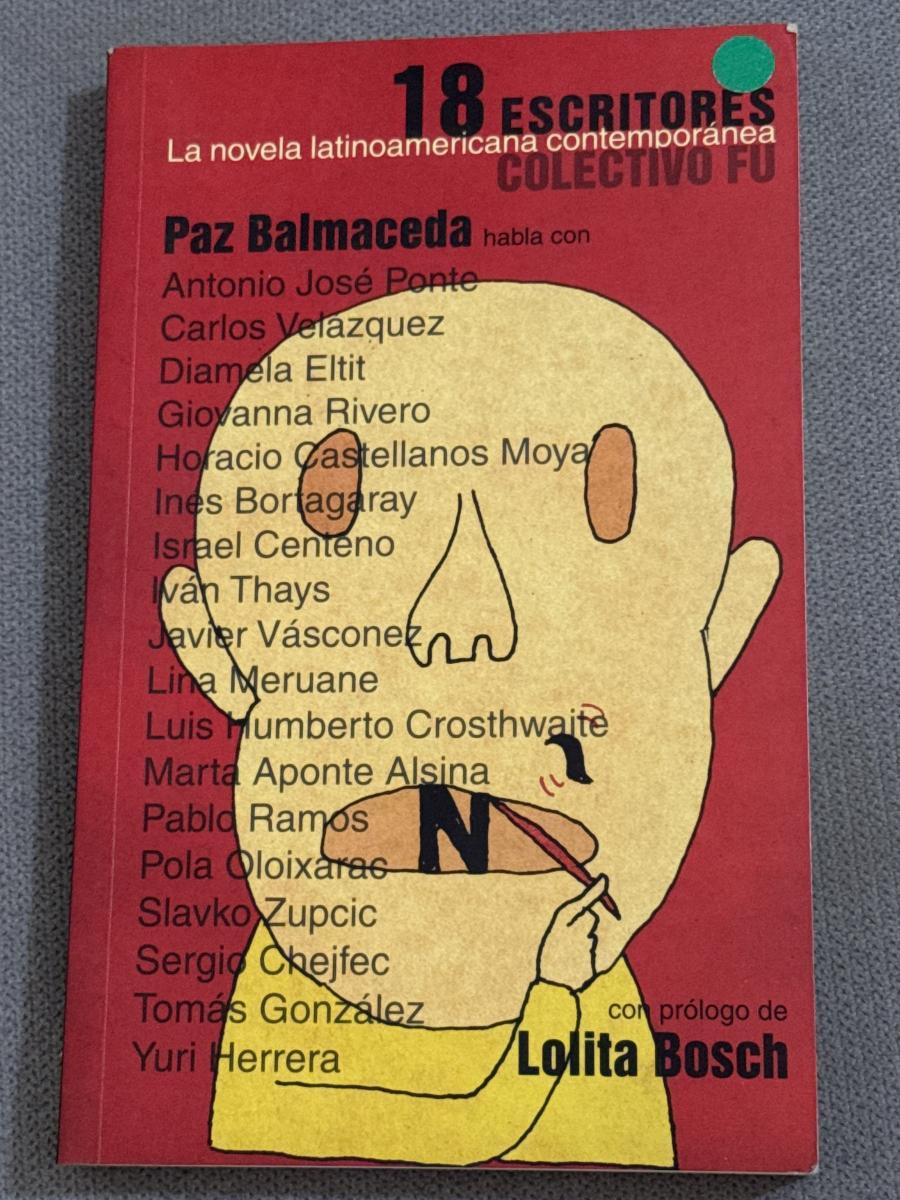 18 ESCRITORES
La novela latinoamericana contemporánea
COLECTIVO FU
Paz Balmaceda habla con
Antonio José Ponte
Carlos Velázquez
Diamela Eltit
Giovanna Rivero
Horacio Castellanos Moya
Inés Bortagaray
Israel Centeno
Iván Thays
Javier Vásconez
Lina Meruane
Luis Humberto Crosthwaite
Marta Aponte Alsina
Pablo Ramos
Pola Oloixarac
Slavko Zupcic
Sergio Chejfec
Tomás González
Yuri Herrera
Ñ
con prólogo de
Lolita Bosch